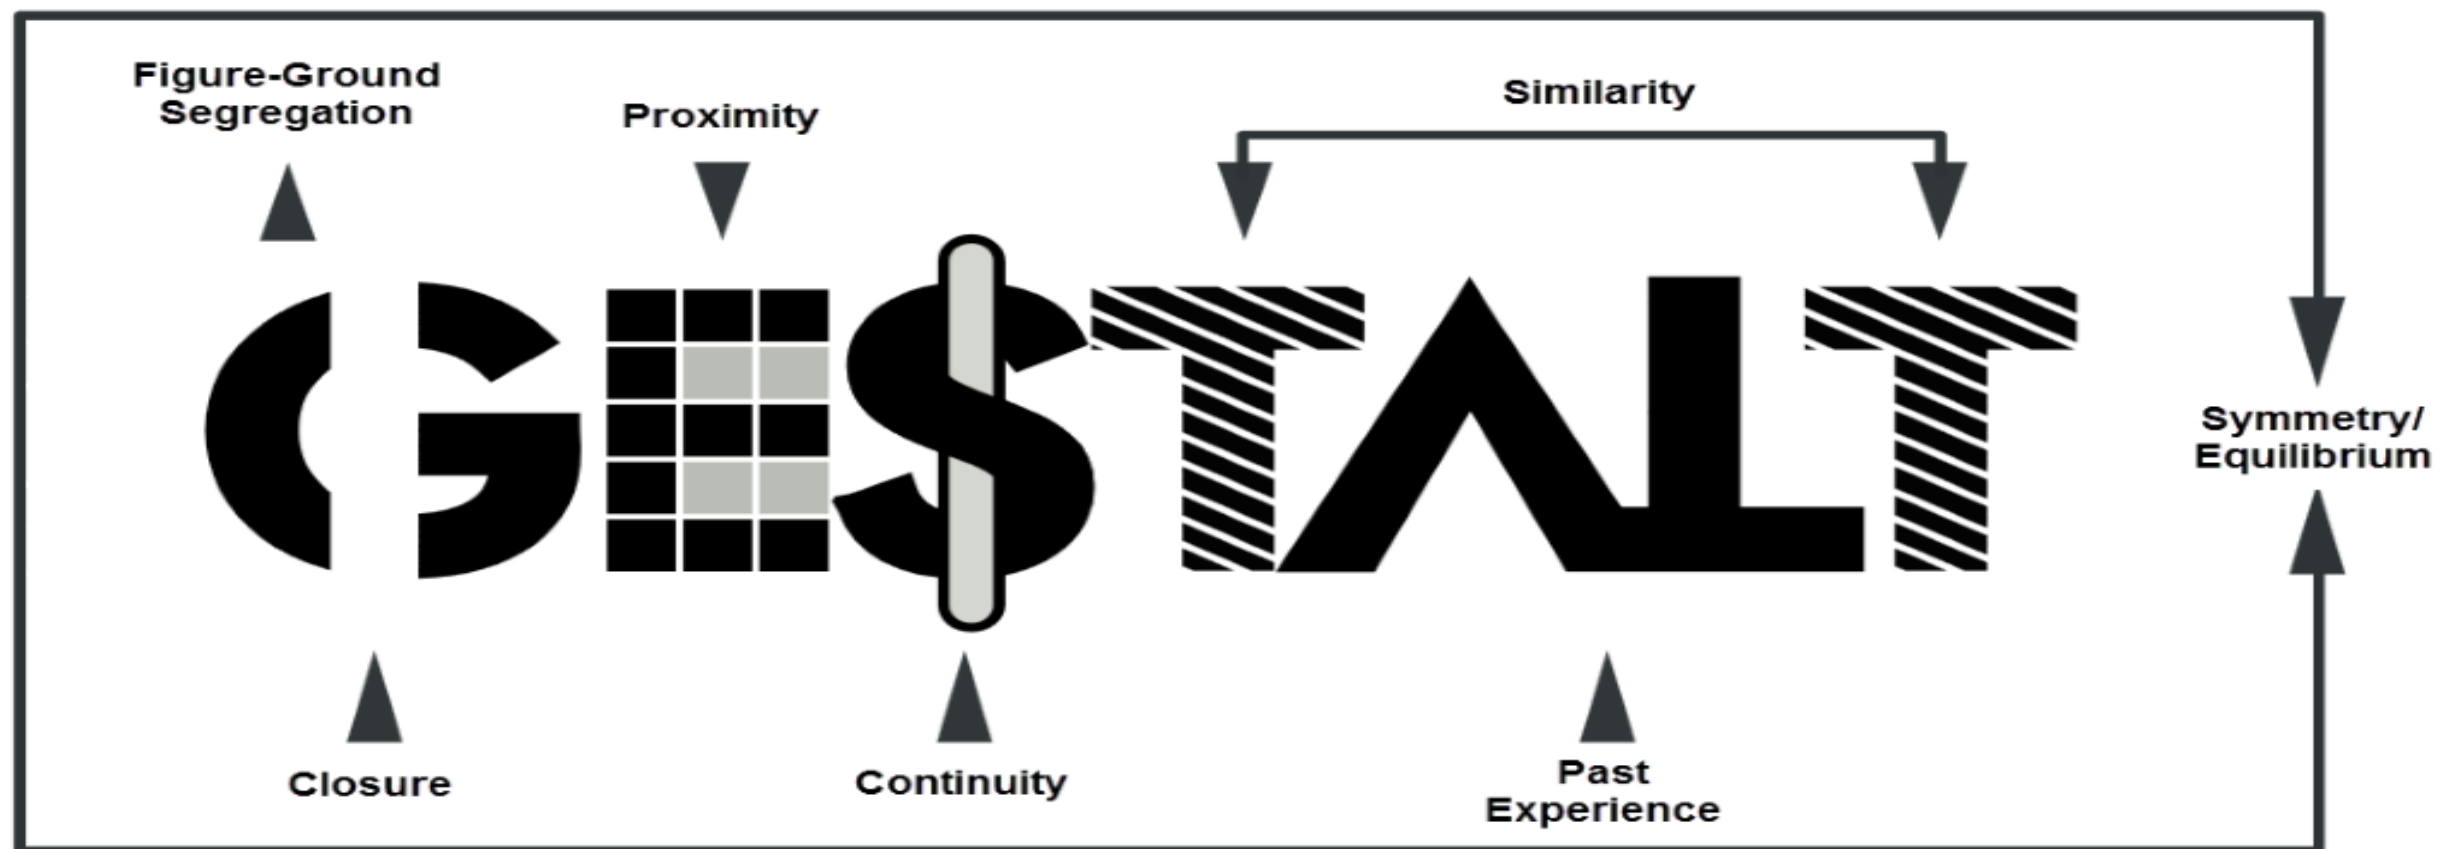 Figure-Ground
Segregation
Proximity
Similarity
GESTALT
Symmetry/
Equilibrium
Closure
Continuity
Past
Experience